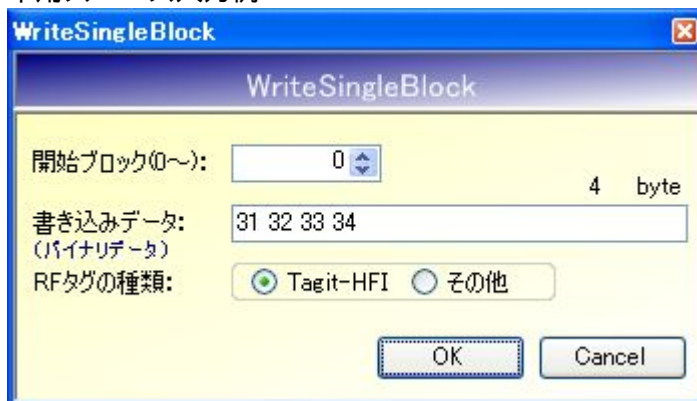 WriteSingleBlock
WriteSingleBlock
開始ブロック(0~): 0
4 byte
書き込みデータ: 31 32 33 34
(バイナリデータ)
RFタグの種類: Tagit-HFI その他
OK Cancel